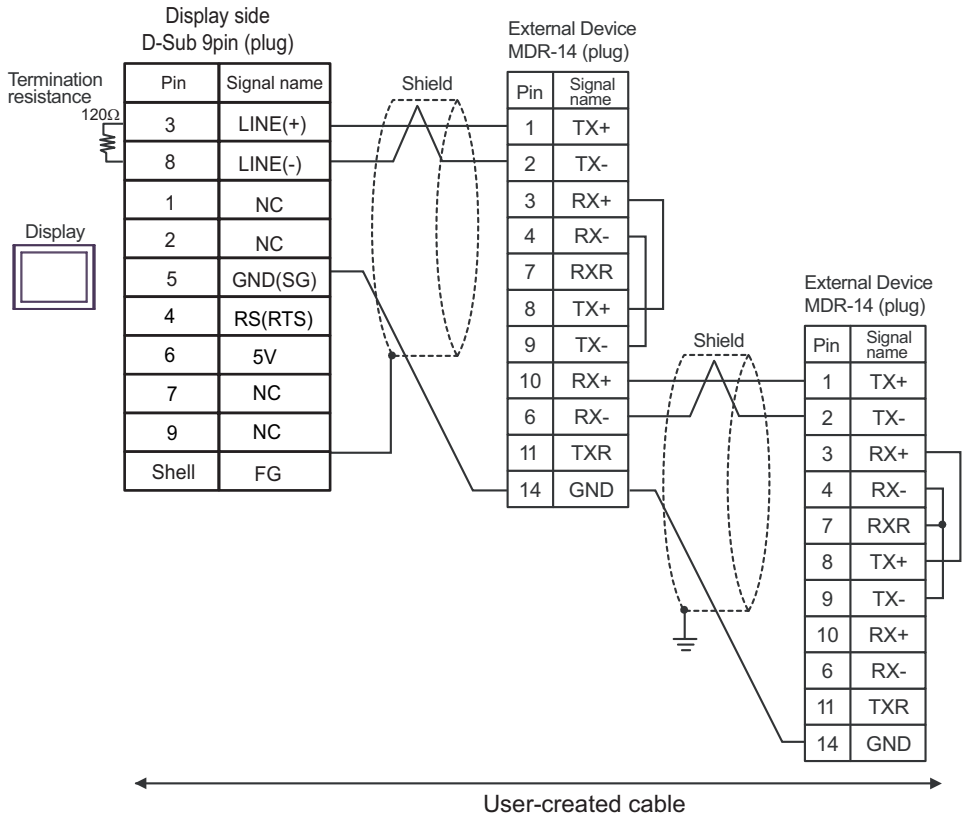 Display side
D-Sub 9pin (plug)
Termination
resistance
120Ω
Pin Signal name
3 LINE(+)
8 LINE(-)
1 NC
2 NC
5 GND(SG)
4 RS(RTS)
6 5V
7 NC
9 NC
Shell FG
Display
Shield
External Device
MDR-14 (plug)
Pin Signal
name
1 TX+
2 TX-
3 RX+
4 RX-
7 RXR
8 TX+
9 TX-
10 RX+
6 RX-
11 TXR
14 GND
Shield
External Device
MDR-14 (plug)
Pin Signal
name
1 TX+
2 TX-
3 RX+
4 RX-
7 RXR
8 TX+
9 TX-
10 RX+
6 RX-
11 TXR
14 GND
User-created cable